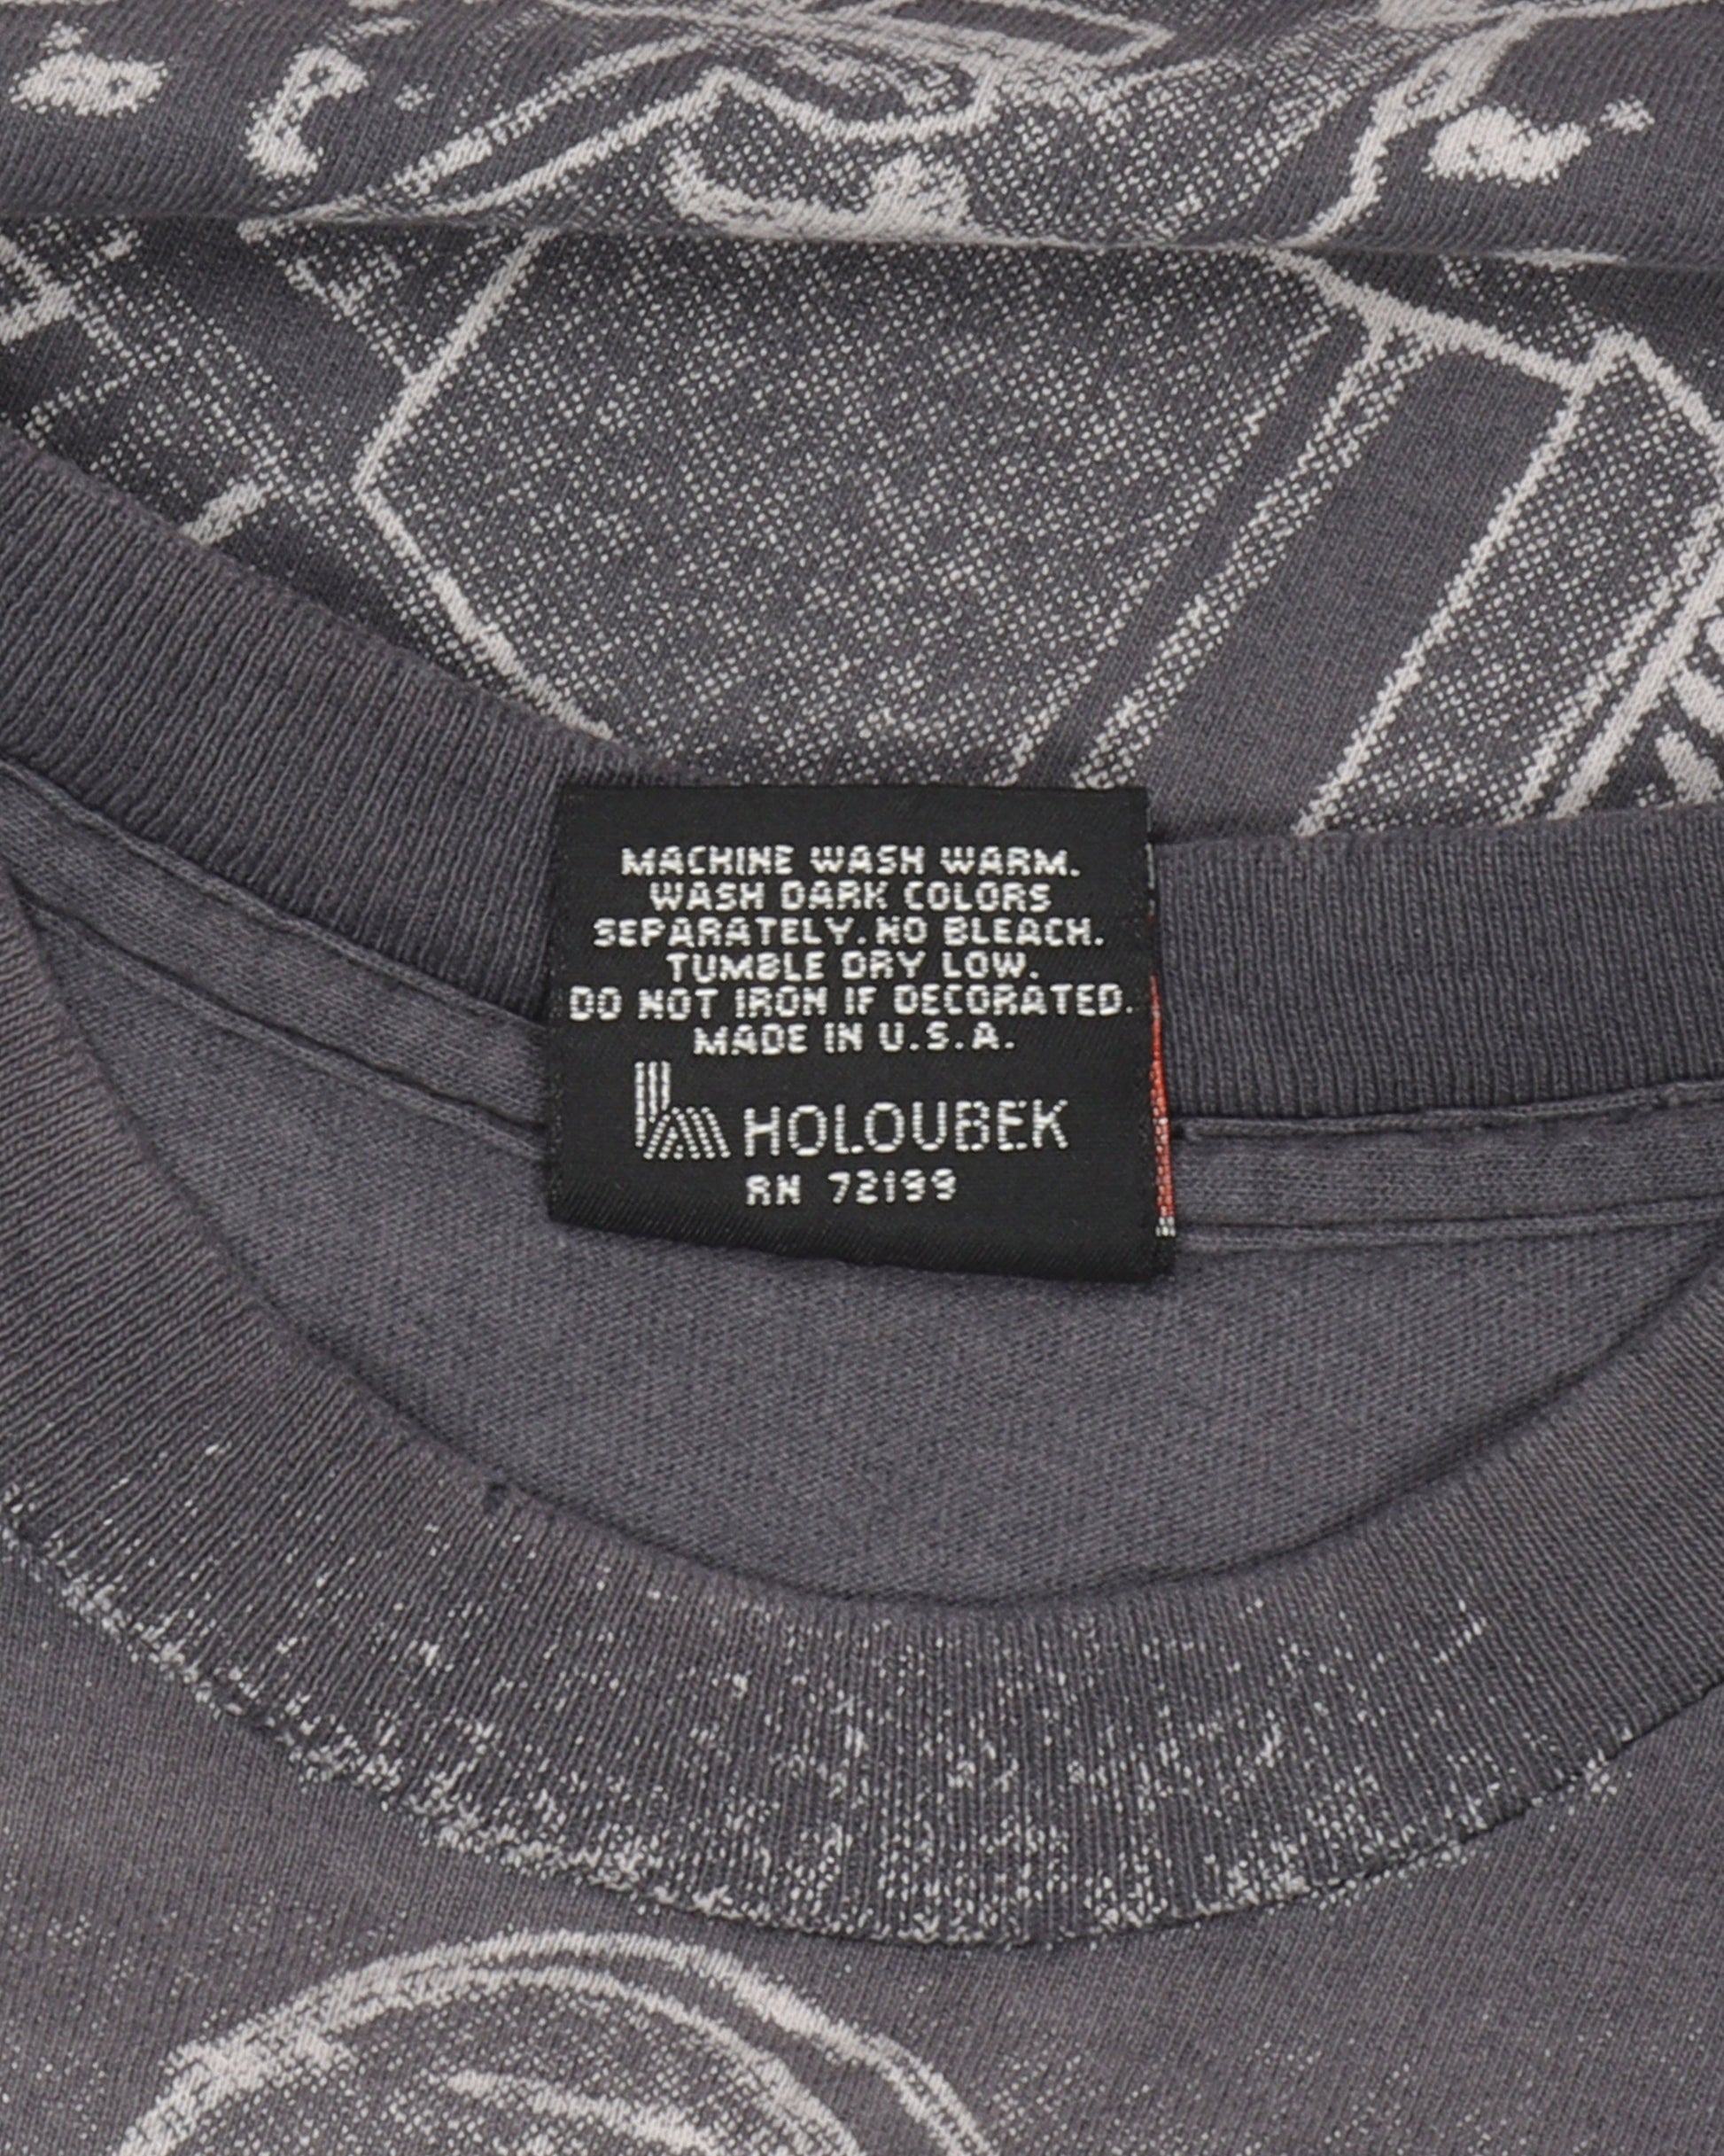 MACHINE WASH WARM.
WASH DARK COLORS
SEPARATELY. NO BLEACH.
TUMBLE DRY LOW.
DO NOT IRON IF DECORATED.
MADE IN U.S.A.
HOLOUBEK
RN 72199